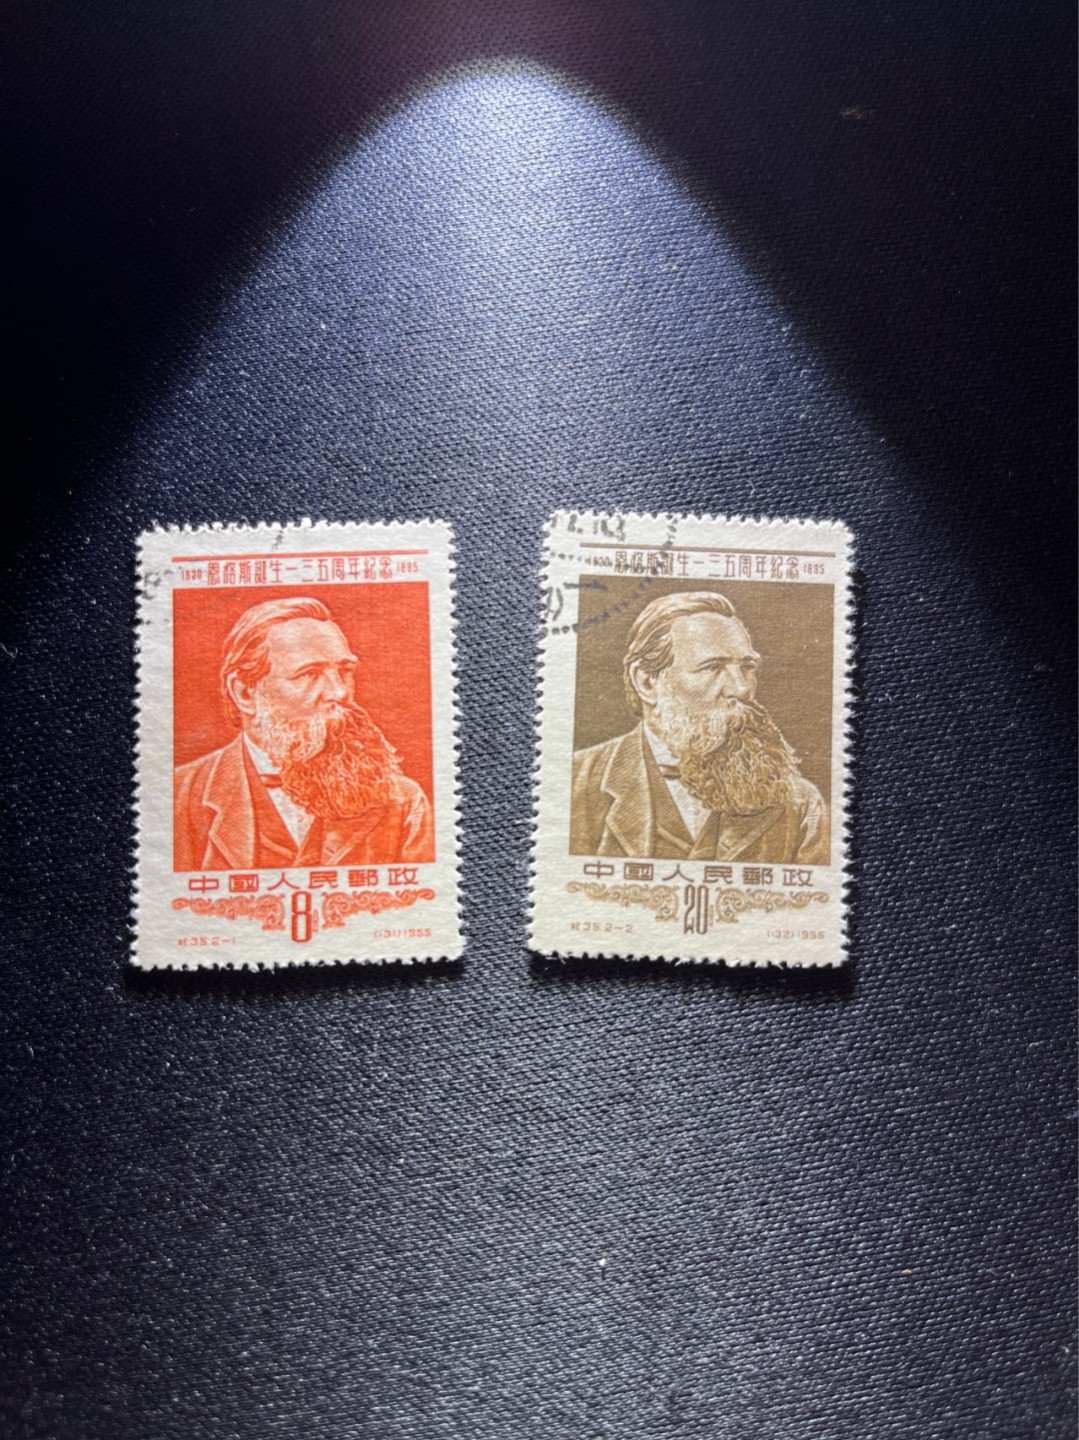 1820 恩格斯誕生一三五周年紀念 1895
中國人民郵政
8
紀35.2-1 (131)1955
1820 恩格斯誕生一三五周年紀念 1895
中國人民郵政
20
紀35.2-2 (132)1955